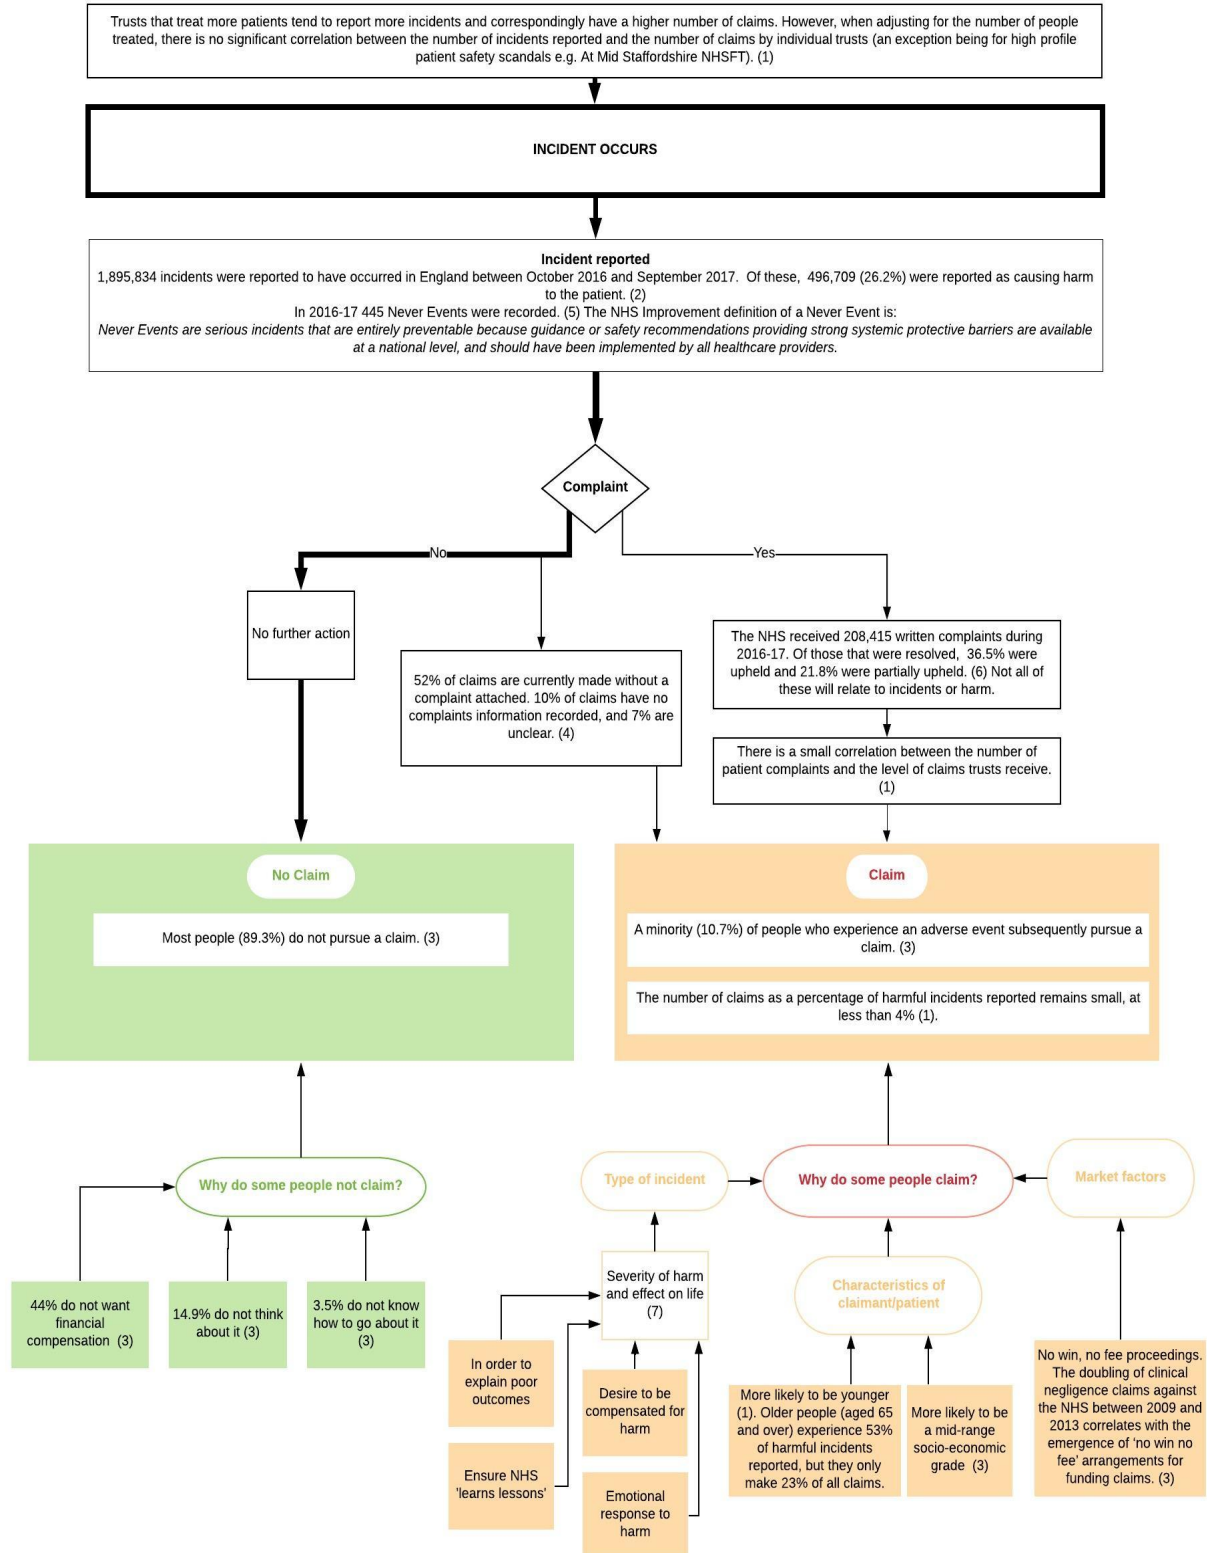 Trusts that treat more patients tend to report more incidents and correspondingly have a higher number of claims. However, when adjusting for the number of people
treated, there is no significant correlation between the number of incidents reported and the number of claims by individual trusts (an exception being for high profile
patient safety scandals e.g. At Mid Staffordshire NHSFT). (1)
INCIDENT OCCURS
Incident reported
1,895,834 incidents were reported to have occurred in England between October 2016 and September 2017. Of these, 496,709 (26.2%) were reported as causing harm
to the patient. (2)
In 2016-17 445 Never Events were recorded. (5) The NHS Improvement definition of a Never Event is:
Never Events are serious incidents that are entirely preventable because guidance or safety recommendations providing strong systemic protective barriers are available
at a national level, and should have been implemented by all healthcare providers.
Complaint
No
Yes
No further action
52% of claims are currently made without a
complaint attached. 10% of claims have no
complaints information recorded, and 7% are
unclear. (4)
The NHS received 208,415 written complaints during
2016-17. Of those that were resolved, 36.5% were
upheld and 21.8% were partially upheld. (6) Not all of
these will relate to incidents or harm.
There is a small correlation between the number of
patient complaints and the level of claims trusts receive.
(1)
No Claim
Most people (89.3%) do not pursue a claim. (3)
Claim
A minority (10.7%) of people who experience an adverse event subsequently pursue a
claim. (3)
The number of claims as a percentage of harmful incidents reported remains small, at
less than 4% (1).
Why do some people not claim?
44% do not want
financial
compensation (3)
14.9% do not think
about it (3)
3.5% do not know
how to go about it
(3)
Type of incident
Why do some people claim?
Market factors
Severity of harm
and effect on life
(7)
Characteristics of
claimant/patient
In order to
explain poor
outcomes
Ensure NHS
'learns lessons'
Desire to be
compensated for
harm
Emotional
response to
harm
More likely to be younger
(1). Older people (aged 65
and over) experience 53%
of harmful incidents
reported, but they only
make 23% of all claims.
More likely to be
a mid-range
socio-economic
grade (3)
No win, no fee proceedings.
The doubling of clinical
negligence claims against
the NHS between 2009 and
2013 correlates with the
emergence of ‘no win no
fee’ arrangements for
funding claims. (3)